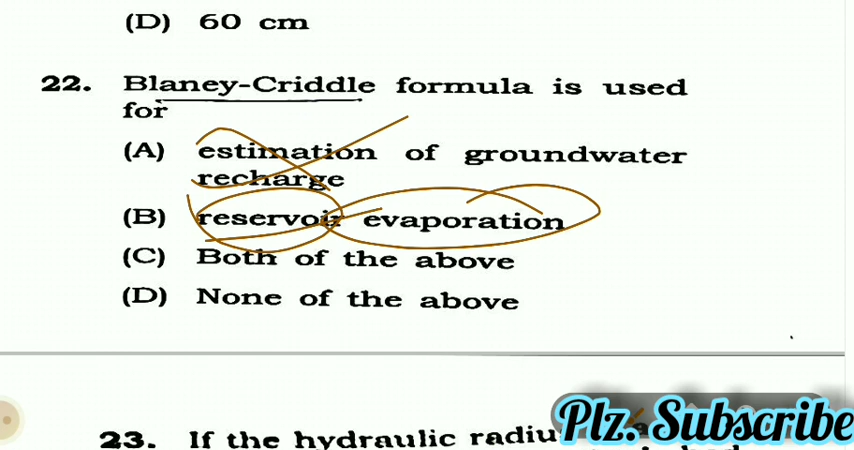 (D) 60 cm
22. Blaney-Criddle formula is used
for
(A) estimation of groundwater
recharge
(B) reservoir evaporation
(C) Both of the above
(D) None of the above
Plz. Subscribe
23. If the hydraulic